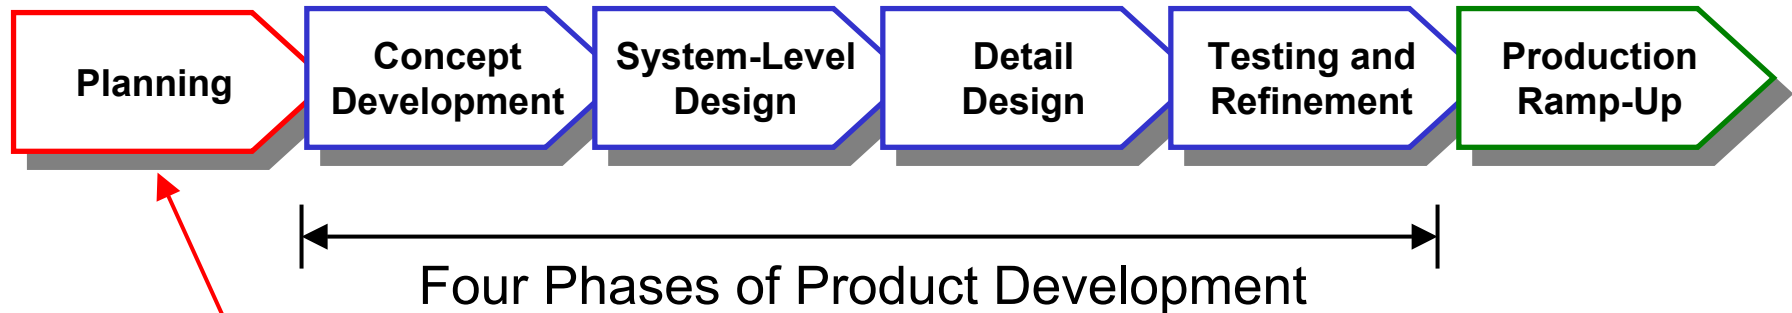 Planning
Concept
Development
System-Level
Design
Detail
Design
Testing and
Refinement
Production
Ramp-Up
Four Phases of Product Development